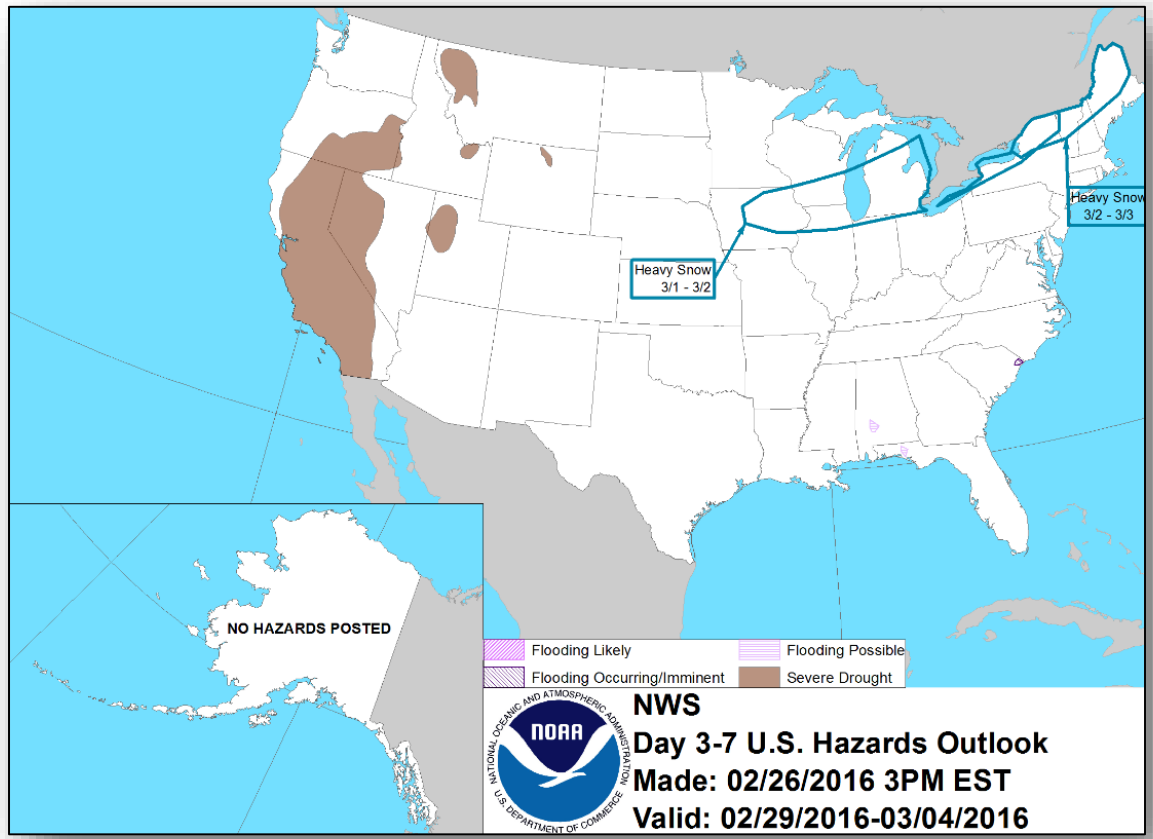 Heavy Snow
3/2 - 3/3
Heavy Snow
3/1 - 3/2
NO HAZARDS POSTED
Flooding Likely
Flooding Possible
Flooding Occurring/Imminent
Severe Drought
NATIONAL OCEANIC AND ATMOSPHERIC ADMINISTRATION
NOAA
U.S. DEPARTMENT OF COMMERCE
NWS
Day 3-7 U.S. Hazards Outlook
Made: 02/26/2016 3PM EST
Valid: 02/29/2016-03/04/2016